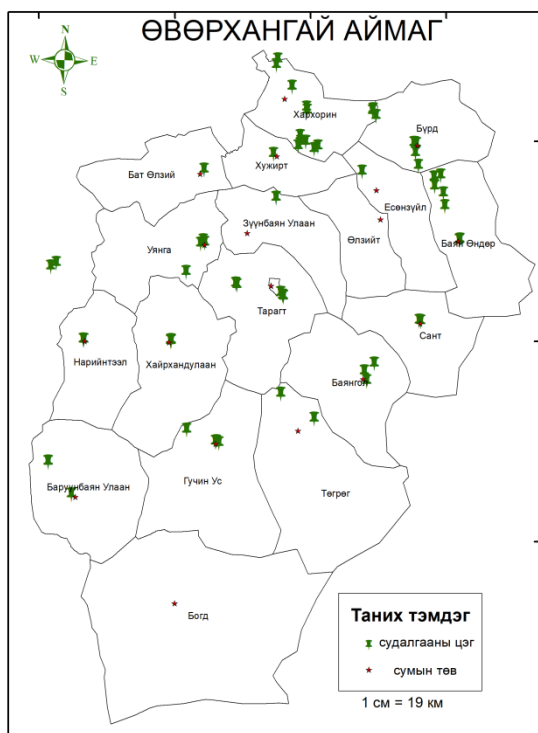 ӨВӨРХАНГАЙ АЙМАГ
N
W E
S
Хархорин
Бүрд
Хужирт
Бат Өлзий
Есөнзүйл
Зүүнбаян Улаан
Өлзийт
Уянга
Баян Өндөр
Тарагт
Сант
Нарийнтээл
Хайрхандулаан
Баянгол
Баруунбаян Улаан
Гучин Ус
Төгрөг
Богд
Таних тэмдэг
судалгааны цэг
сумын төв
1 см = 19 км